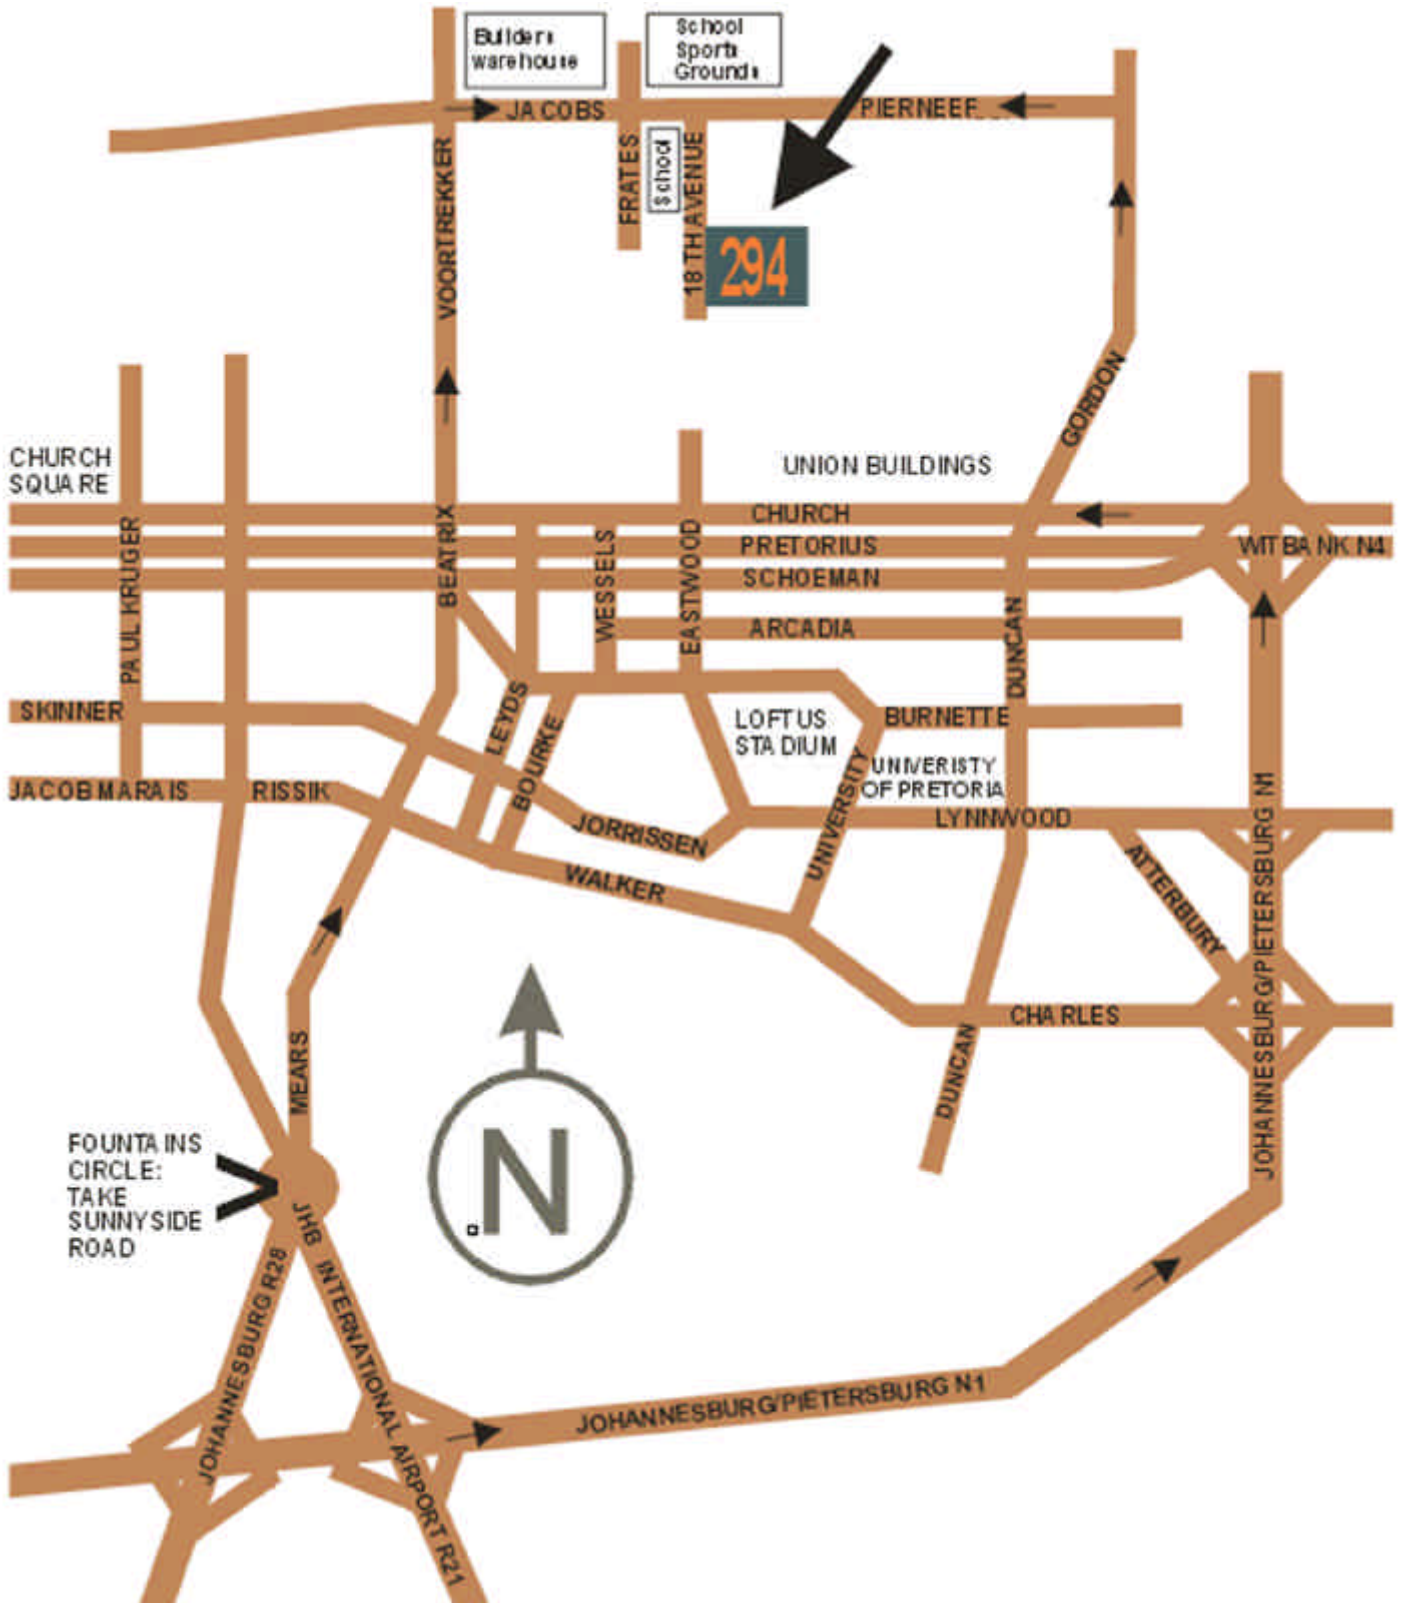 Builders
warehouse
School
Sports
Grounds
JACOBS
PIERNEEF
VOORTREKKER
FRATES
school
18TH AVENUE
294
GORDON
CHURCH
SQUARE
UNION BUILDINGS
CHURCH
PRETORIUS
WITBANK N4
SCHOEMAN
PAUL KRUGER
BEATRIX
WESSELS
EASTWOOD
ARCADIA
DUNCAN
SKINNER
LEYDS
BOURKE
LOFTUS
STADIUM
BURNETTE
UNIVERSITY
UNIVERISTY
OF PRETORIA
JACOB MARAIS
RISSIK
JORRISSEN
LYNNWOOD
WALKER
ATTERBURY
JOHANNESBURG/PIETERSBURG N1
CHARLES
DUNCAN
MEARS
FOUNTAINS
CIRCLE:
TAKE
SUNNYSIDE
ROAD
N
JOHANNESBURG R28
JHB INTERNATIONAL AIRPORT R21
JOHANNESBURG/PIETERSBURG N1